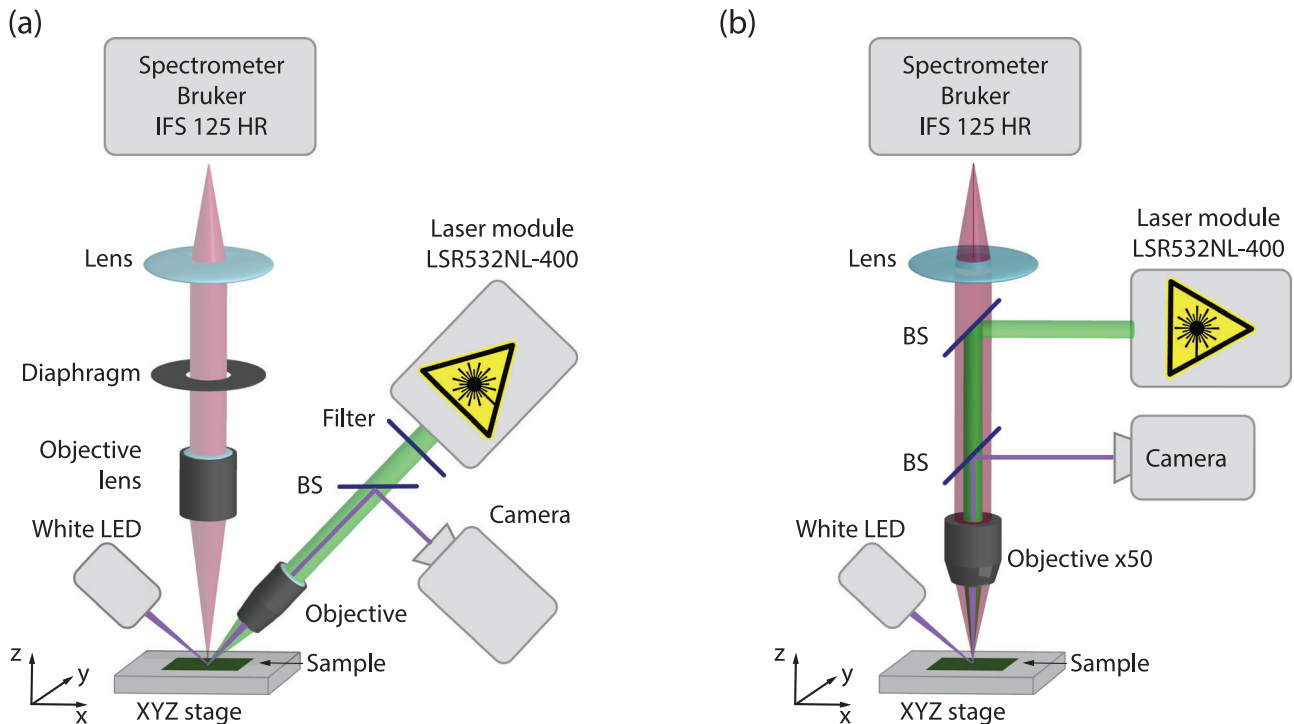 (a)
Spectrometer
Bruker
IFS 125 HR
Laser module
LSR532NL-400
Lens
Diaphragm
Filter
Objective
lens
BS
White LED
Camera
Objective
Sample
z
y
x
XYZ stage
(b)
Spectrometer
Bruker
IFS 125 HR
Laser module
LSR532NL-400
Lens
BS
BS
Camera
White LED
Objective x50
Sample
z
y
x
XYZ stage